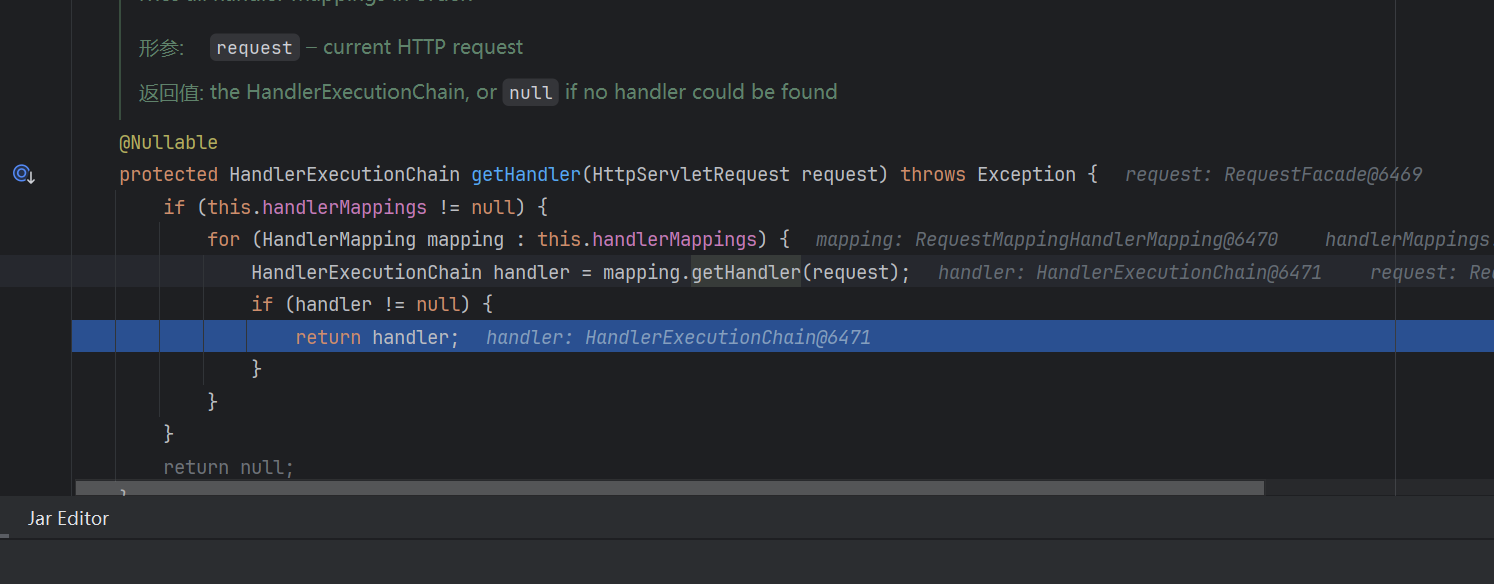 形参: request – current HTTP request
返回值: the HandlerExecutionChain, or null if no handler could be found
@Nullable
protected HandlerExecutionChain getHandler(HttpServletRequest request) throws Exception { request: RequestFacade@6469
if (this.handlerMappings != null) {
for (HandlerMapping mapping : this.handlerMappings) { mapping: RequestMappingHandlerMapping@6470 handlerMappings
HandlerExecutionChain handler = mapping.getHandler(request); handler: HandlerExecutionChain@6471 request: Re
if (handler != null) {
return handler; handler: HandlerExecutionChain@6471
}
}
}
return null;
Jar Editor